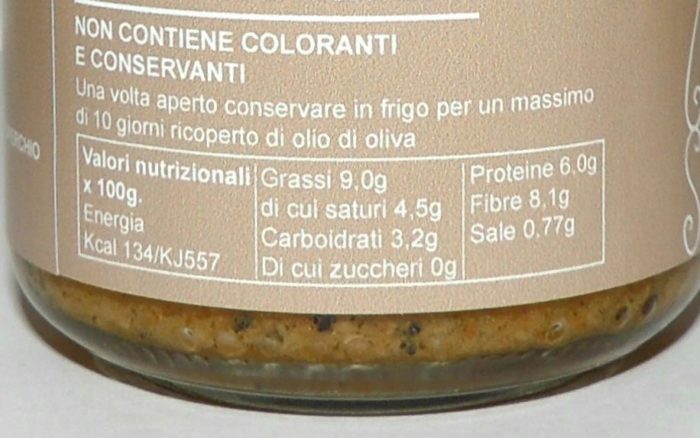 NON CONTIENE COLORANTI
E CONSERVANTI
Una volta aperto conservare in frigo per un massimo
di 10 giorni ricoperto di olio di oliva
Valori nutrizionali
x 100g.
Energia
Kcal 134/KJ557
Grassi 9,0g
di cui saturi 4,5g
Carboidrati 3,2g
Di cui zuccheri 0g
Proteine 6,0g
Fibre 8,1g
Sale 0,77g